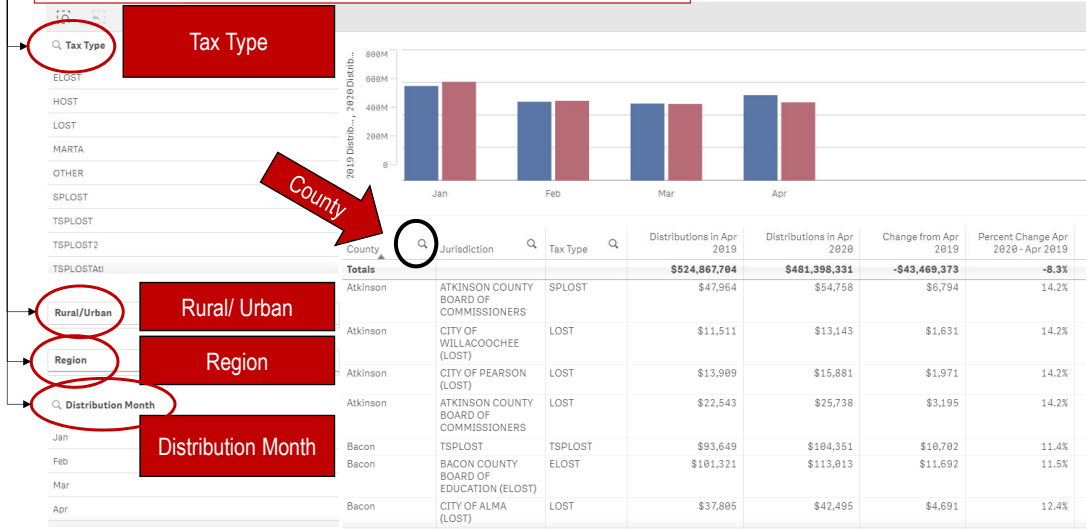 Tax Type
Tax Type
ELOST
HOST
LOST
MARTA
OTHER
SPLOST
TSPLOST
TSPLOST2
TSPLOSTAtl
Rural/Urban
Rural/ Urban
Region
Region
Distribution Month
Distribution Month
Jan
Feb
Mar
Apr
2019 Distrib..., 2020 Distrib...
800M
600M
400M
200M
0
Jan Feb Mar Apr
County
County Jurisdiction Tax Type Distributions in Apr 2019 Distributions in Apr 2020 Change from Apr 2019 Percent Change Apr 2020 - Apr 2019
Totals $524,867,704 $481,398,331 -$43,469,373 -8.3%
Atkinson ATKINSON COUNTY SPLOST $47,964 $54,758 $6,794 14.2%
BOARD OF
COMMISSIONERS
Atkinson CITY OF LOST $11,511 $13,143 $1,631 14.2%
WILLACOOCHEE
(LOST)
Atkinson CITY OF PEARSON LOST $13,909 $15,881 $1,971 14.2%
(LOST)
Atkinson ATKINSON COUNTY LOST $22,543 $25,738 $3,195 14.2%
BOARD OF
COMMISSIONERS
Bacon TSPLOST TSPLOST $93,649 $104,351 $10,702 11.4%
Bacon BACON COUNTY ELOST $101,321 $113,013 $11,692 11.5%
BOARD OF
EDUCATION (ELOST)
Bacon CITY OF ALMA LOST $37,805 $42,495 $4,691 12.4%
(LOST)